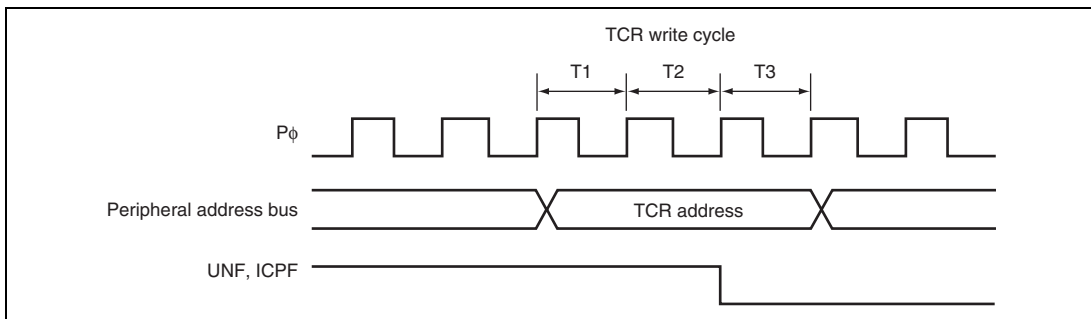 TCR write cycle
T1 T2 T3
Pϕ
Peripheral address bus
TCR address
UNF, ICPF